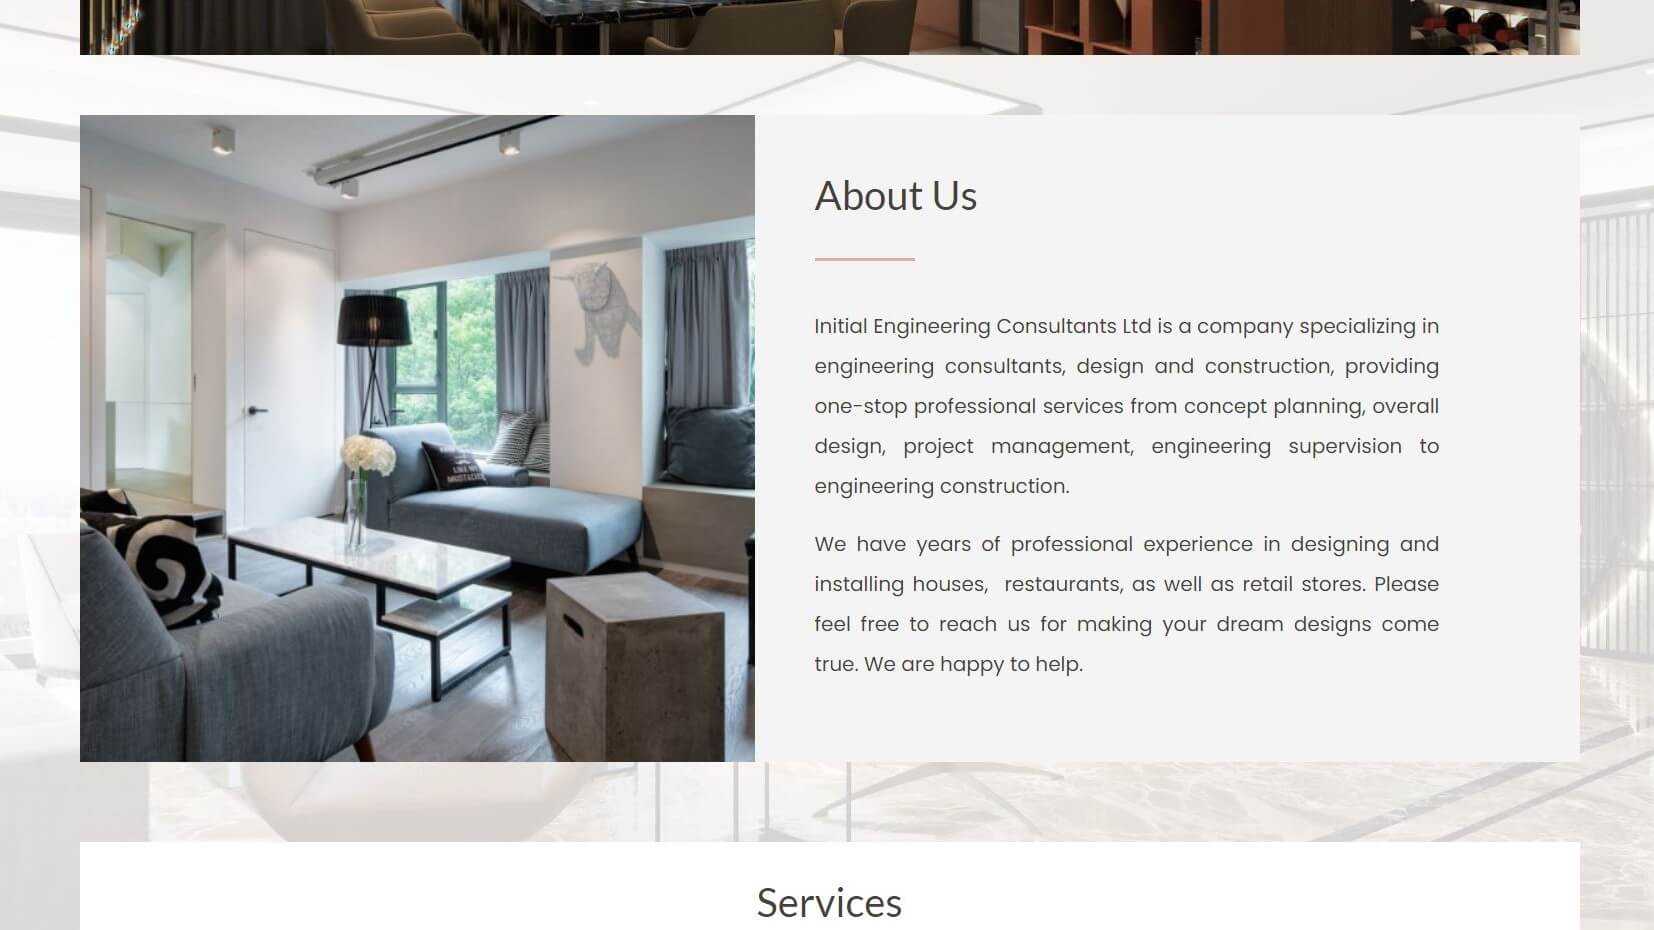 About Us
Initial Engineering Consultants Ltd is a company specializing in
engineering consultants, design and construction, providing
one-stop professional services from concept planning, overall
design, project management, engineering supervision to
engineering construction.
We have years of professional experience in designing and
installing houses, restaurants, as well as retail stores. Please
feel free to reach us for making your dream designs come
true. We are happy to help.
Services